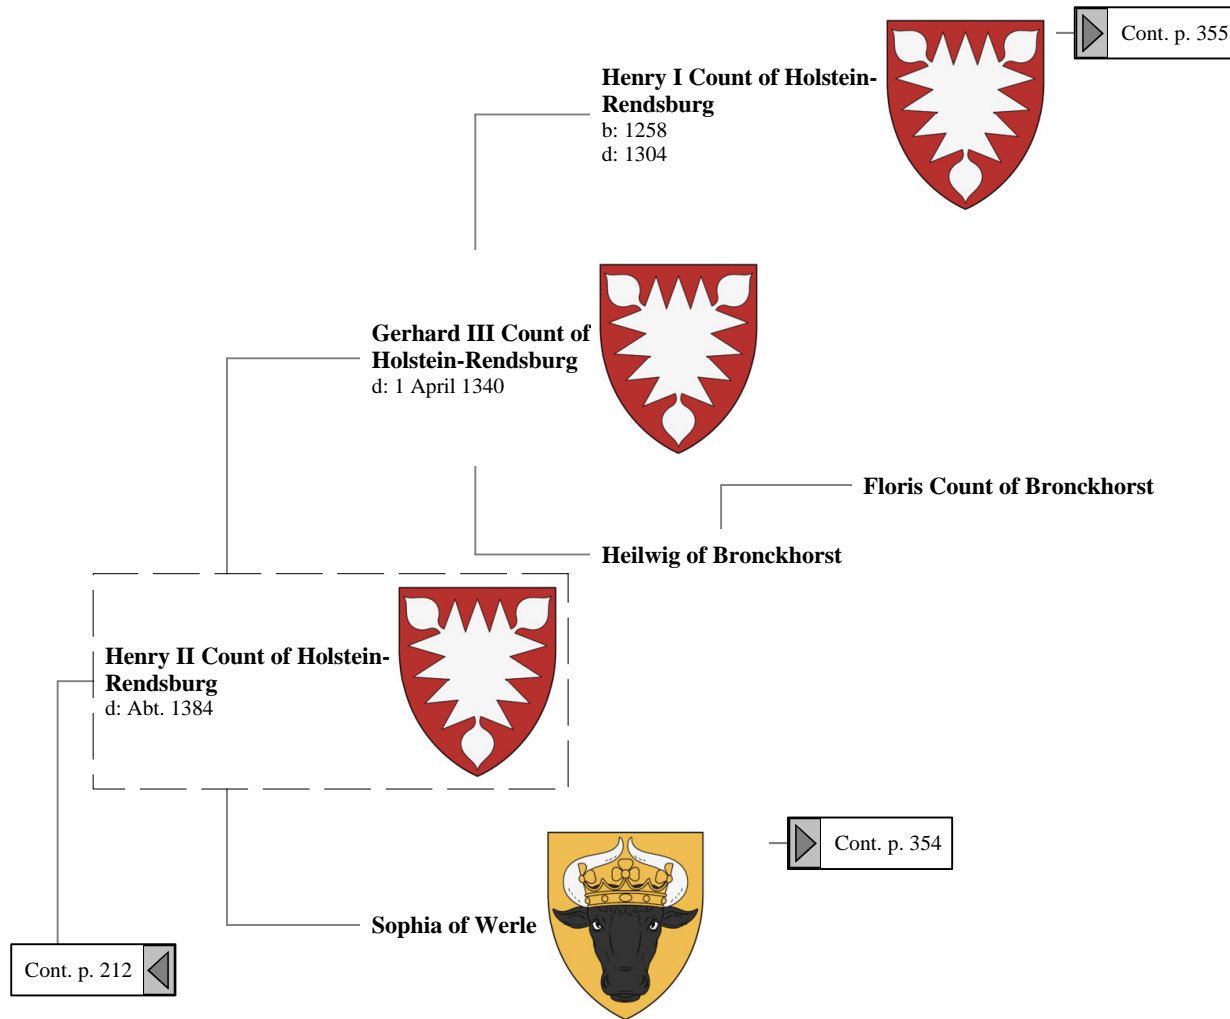 Cont. p. 355
Henry I Count of Holstein-
Rendsburg
b: 1258
d: 1304
Gerhard III Count of
Holstein-Rendsburg
d: 1 April 1340
Floris Count of Bronckhorst
Heilwig of Bronckhorst
Henry II Count of Holstein-
Rendsburg
d: Abt. 1384
Cont. p. 354
Sophia of Werle
Cont. p. 212